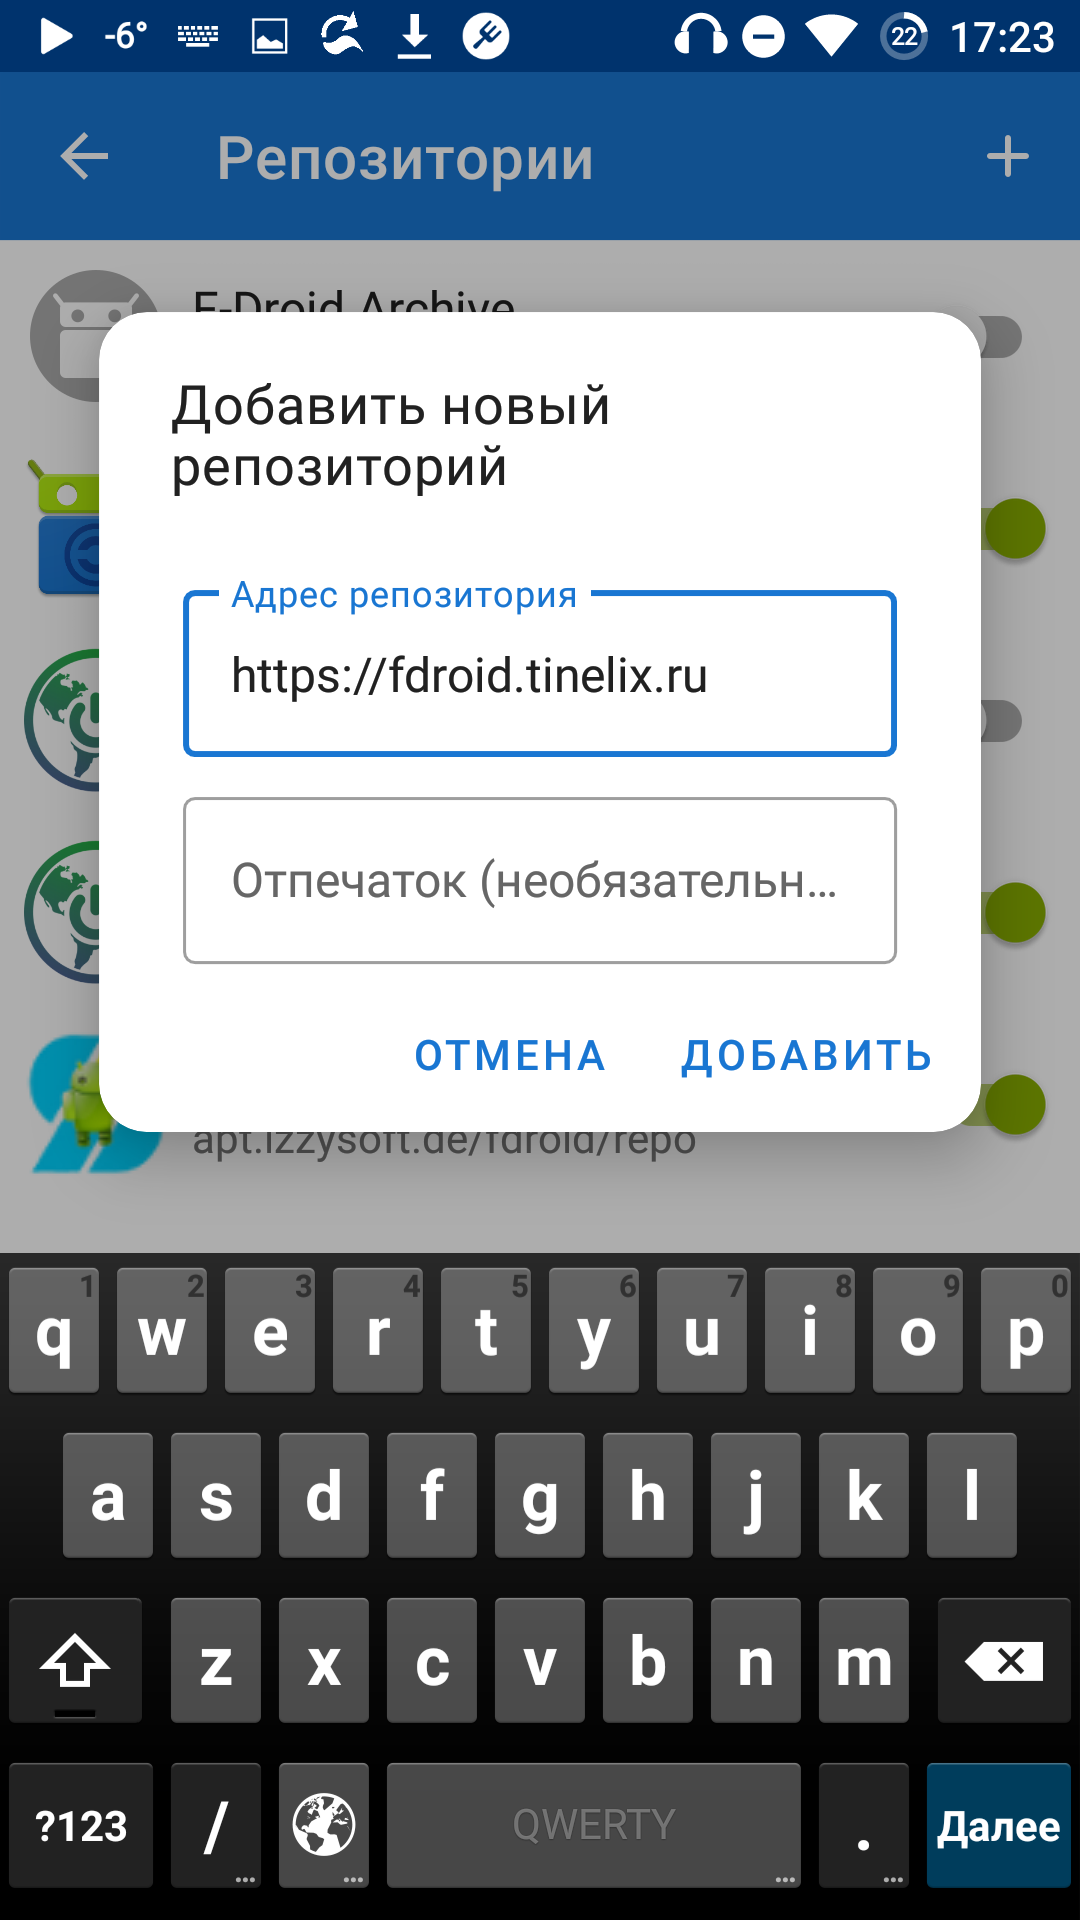 -6°
22
17:23
Репозитории
F-Droid Archive
Добавить новый
репозиторий
Адрес репозитория
https://fdroid.tinelix.ru
Отпечаток (необязательн...
ОТМЕНА ДОБАВИТЬ
apt.izzysoft.de/fdroid/repo
1 2 3 4 5 6 7 8 9 0
q w e r t y u i o p
a s d f g h j k l
z x c v b n m
?123 / QWERTY . Далее